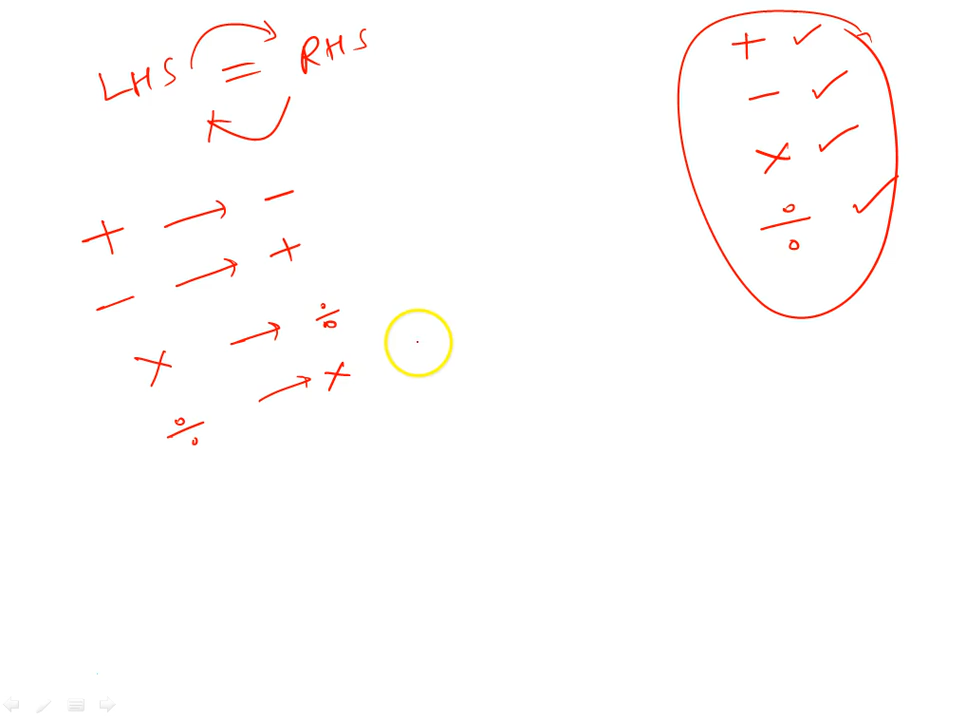 LHS = RHS
+ → -
- → +
× → ÷
÷ → ×
+ ✓
- ✓
× ✓
÷ ✓